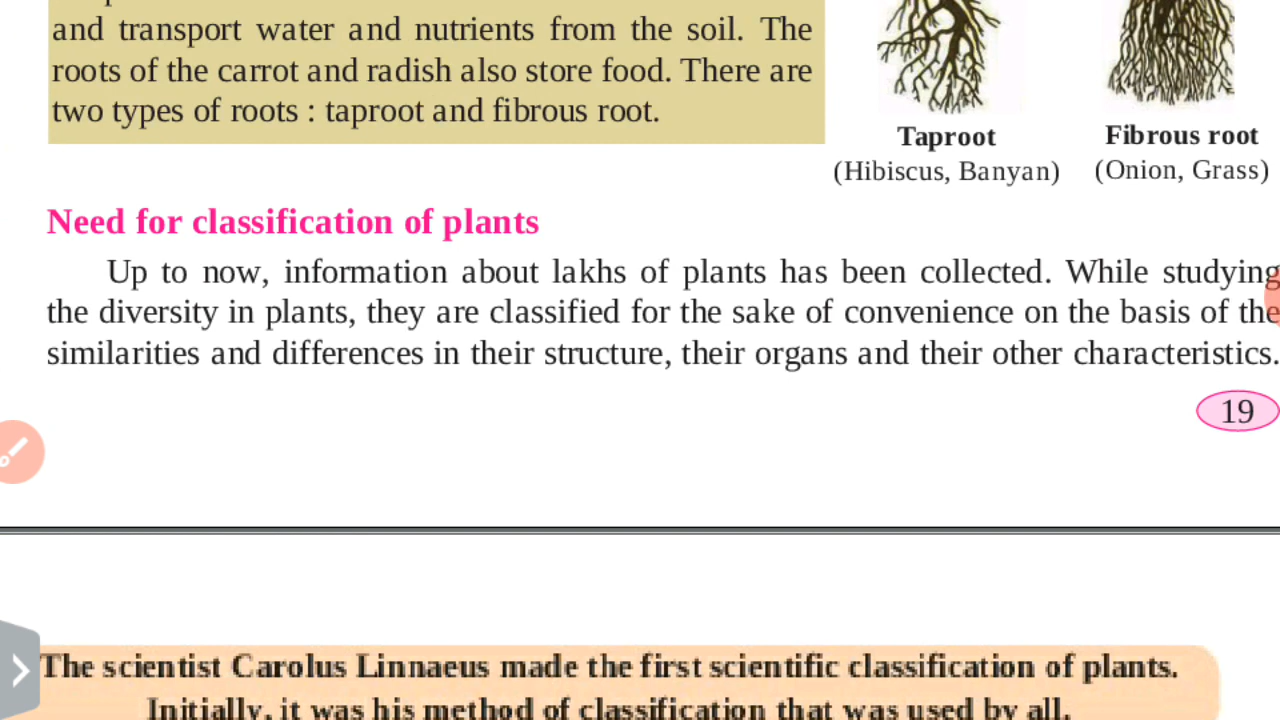 and transport water and nutrients from the soil. The
roots of the carrot and radish also store food. There are
two types of roots : taproot and fibrous root.
Taproot
(Hibiscus, Banyan)
Fibrous root
(Onion, Grass)
Need for classification of plants
Up to now, information about lakhs of plants has been collected. While studying
the diversity in plants, they are classified for the sake of convenience on the basis of the
similarities and differences in their structure, their organs and their other characteristics.
19
The scientist Carolus Linnaeus made the first scientific classification of plants.
Initially, it was his method of classification that was used by all.